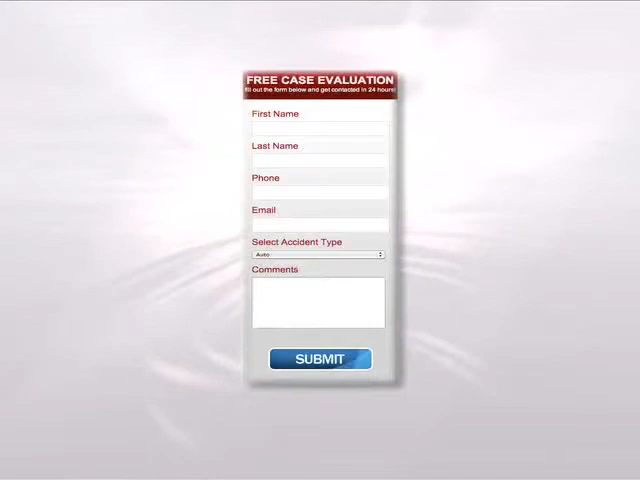 FREE CASE EVALUATION
fill out the form below and get contacted in 24 hours!
First Name
Last Name
Phone
Email
Select Accident Type
Auto
Comments
SUBMIT